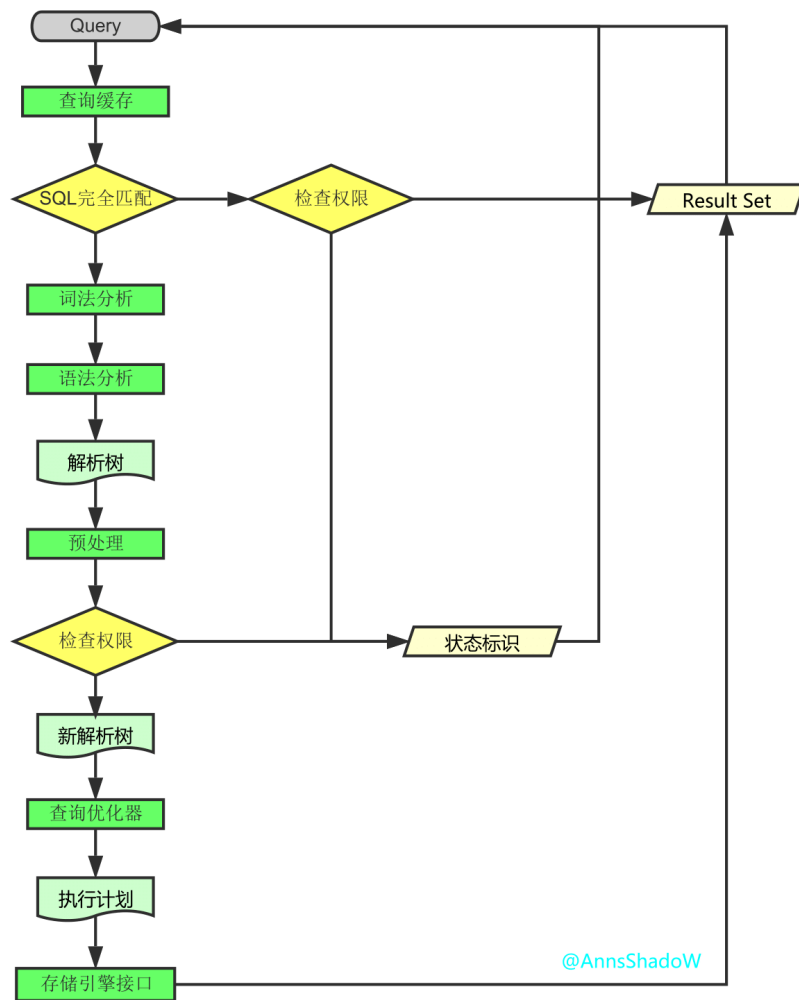 Query
查询缓存
SQL完全匹配
检查权限
Result Set
词法分析
语法分析
解析树
预处理
检查权限
状态标识
新解析树
查询优化器
执行计划
@AnnsShadoW
存储引擎接口